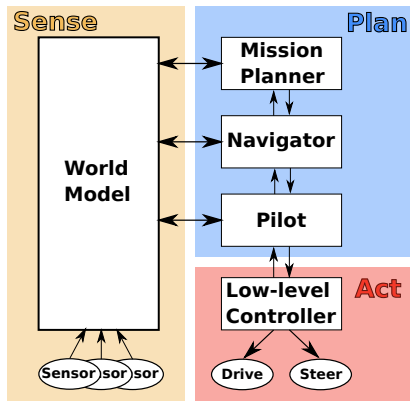 Sense
Plan
Mission
Planner
Navigator
World
Model
Pilot
Act
Low-level
Controller
Sensor
sor
sor
Drive
Steer